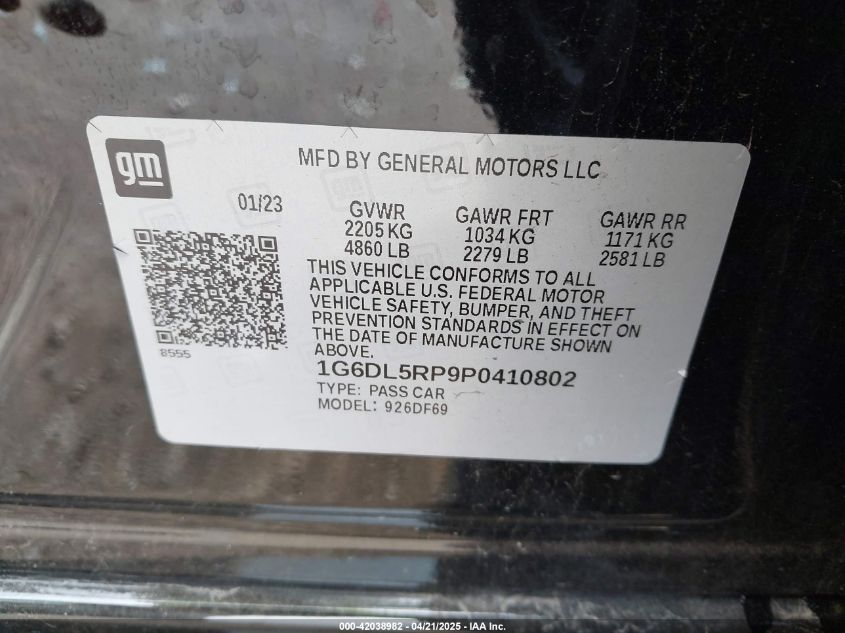 gm
MFD BY GENERAL MOTORS LLC
01/23
GVWR
2205 KG
4860 LB
GAWR FRT
1034 KG
2279 LB
GAWR RR
1171 KG
2581 LB
THIS VEHICLE CONFORMS TO ALL
APPLICABLE U.S. FEDERAL MOTOR
VEHICLE SAFETY, BUMPER, AND THEFT
PREVENTION STANDARDS IN EFFECT ON
THE DATE OF MANUFACTURE SHOWN
ABOVE.
8555
1G6DL5RP9P0410802
TYPE: PASS CAR
MODEL: 926DF69
000-42038982 - 04/21/2025 - IAA Inc.